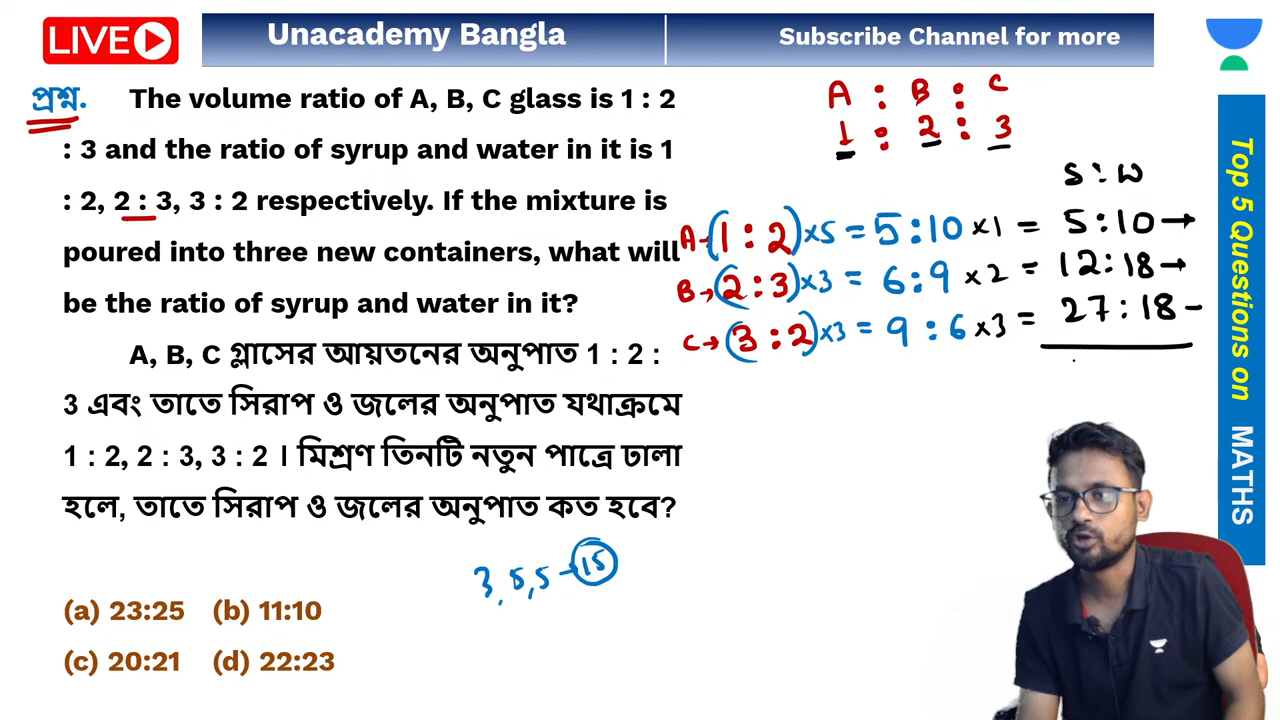 LIVE
Unacademy Bangla
Subscribe Channel for more
প্রশ্ন. The volume ratio of A, B, C glass is 1 : 2
: 3 and the ratio of syrup and water in it is 1
: 2, 2 : 3, 3 : 2 respectively. If the mixture is
poured into three new containers, what will
be the ratio of syrup and water in it?
A, B, C গ্লাসের আয়তনের অনুপাত 1 : 2 :
3 এবং তাতে সিরাপ ও জলের অনুপাত যথাক্রমে
1 : 2, 2 : 3, 3 : 2 । মিশ্রণ তিনটি নতুন পাত্রে ঢালা
হলে, তাতে সিরাপ ও জলের অনুপাত কত হবে?
3, 5, 5 → 15
(a) 23:25 (b) 11:10
(c) 20:21 (d) 22:23
A : B : C
1 : 2 : 3
S : W
A → (1 : 2) × 5 = 5 : 10 × 1 = 5 : 10 →
B → (2 : 3) × 3 = 6 : 9 × 2 = 12 : 18 →
C → (3 : 2) × 3 = 9 : 6 × 3 = 27 : 18 -
Top 5 Questions on MATHS